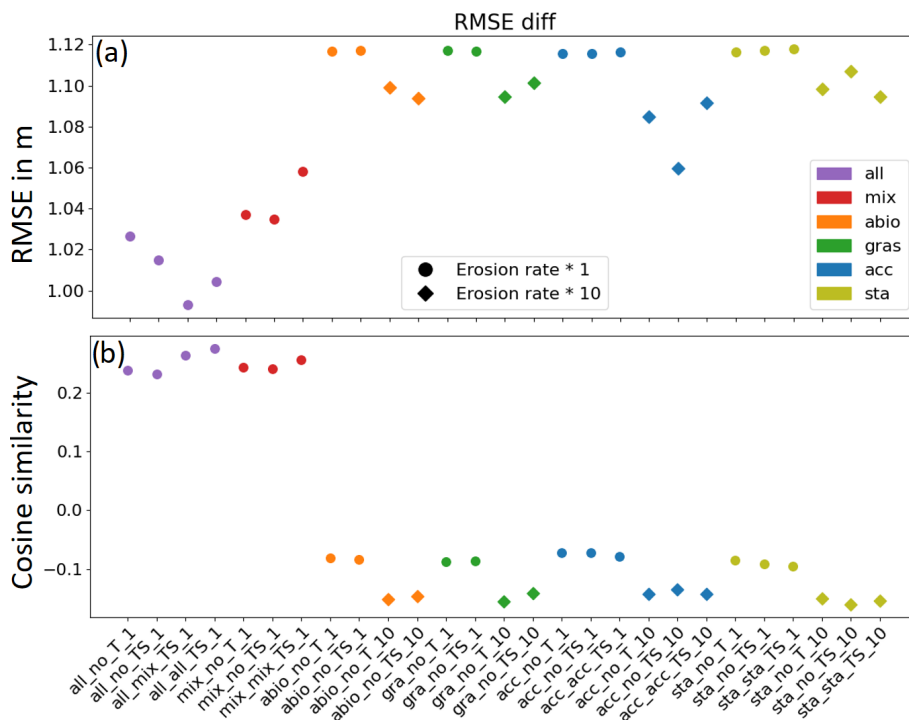 RMSE diff
(a)
1.12
1.10
1.08
1.06
1.04
1.02
1.00
RMSE in m
all
mix
abio
gras
acc
sta
Erosion rate * 1
Erosion rate * 10
(b)
0.2
0.1
0.0
−0.1
Cosine similarity
all_no_T_1
all_no_TS_1
all_mix_TS_1
all_all_TS_1
mix_no_T_1
mix_no_TS_1
mix_mix_TS_1
abio_no_T_1
abio_no_TS_1
abio_no_T_10
abio_no_TS_10
gra_no_T_1
gra_no_TS_1
gra_no_T_10
gra_no_TS_10
acc_no_T_1
acc_no_TS_1
acc_acc_TS_1
acc_no_T_10
acc_no_TS_10
acc_acc_TS_10
sta_no_T_1
sta_no_TS_1
sta_sta_TS_1
sta_no_T_10
sta_no_TS_10
sta_sta_TS_10